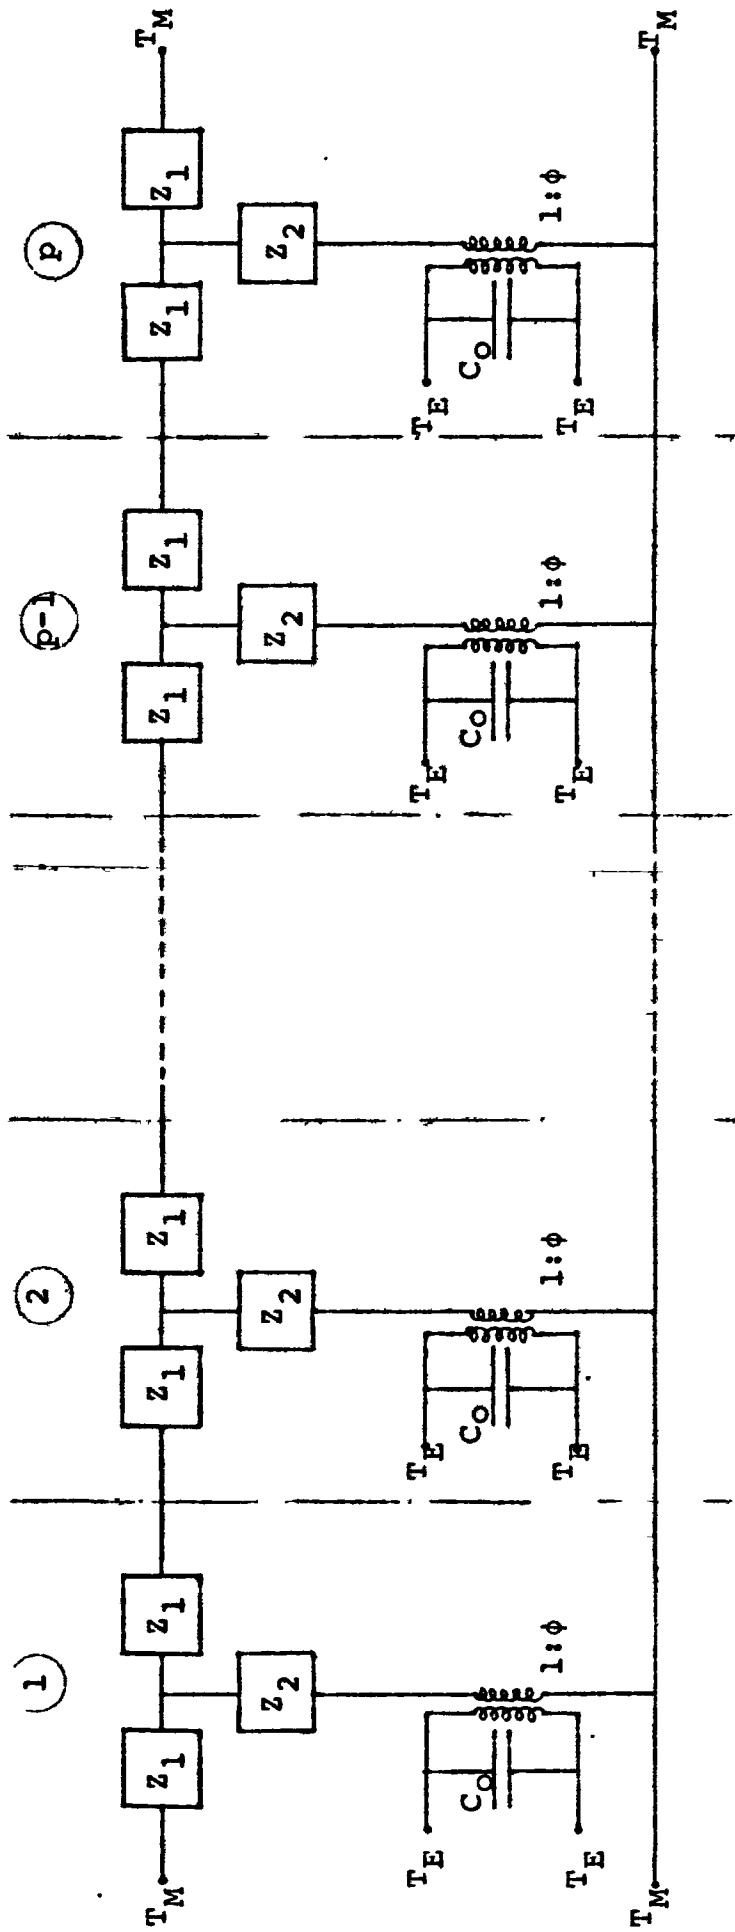 1
2
p-1
p
T_M
Z_1
Z_1
Z_1
Z_1
Z_1
Z_1
Z_1
Z_1
T_M
Z_2
Z_2
Z_2
Z_2
T_E
C_O
1:ϕ
T_E
C_O
1:ϕ
T_E
C_O
1:ϕ
T_E
C_O
1:ϕ
T_E
T_E
T_E
T_E
T_M
T_M